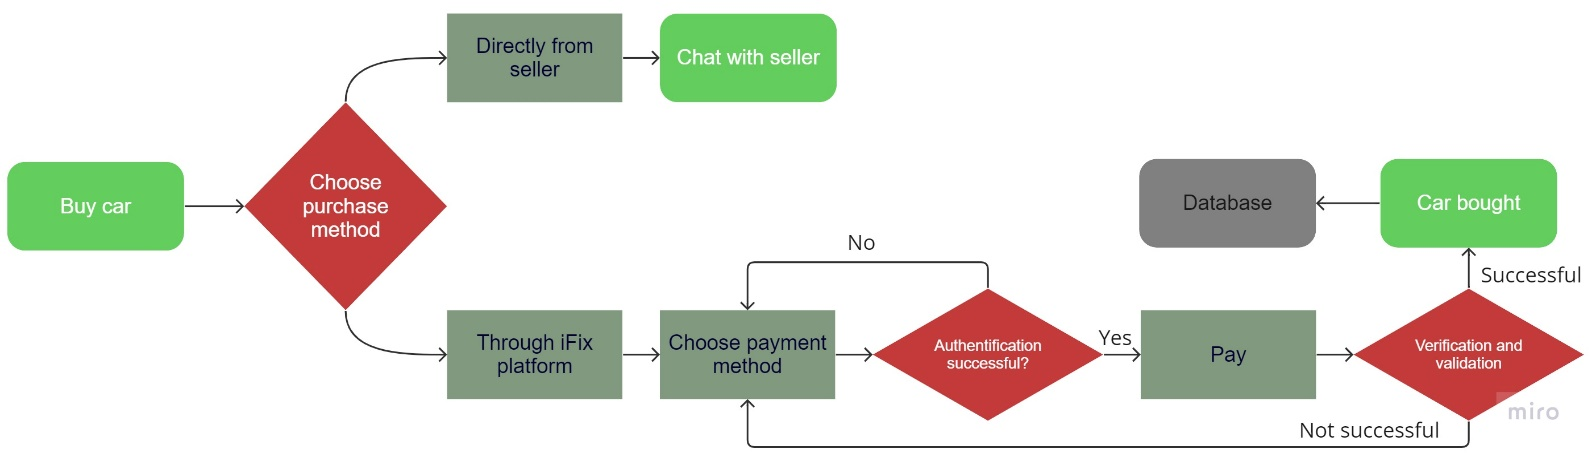 Directly from
seller
Chat with seller
Buy car
Choose
purchase
method
Database
Car bought
No
Successful
Through iFix
platform
Choose payment
method
Authentification
successful?
Yes
Pay
Verification and
validation
miro
Not successful